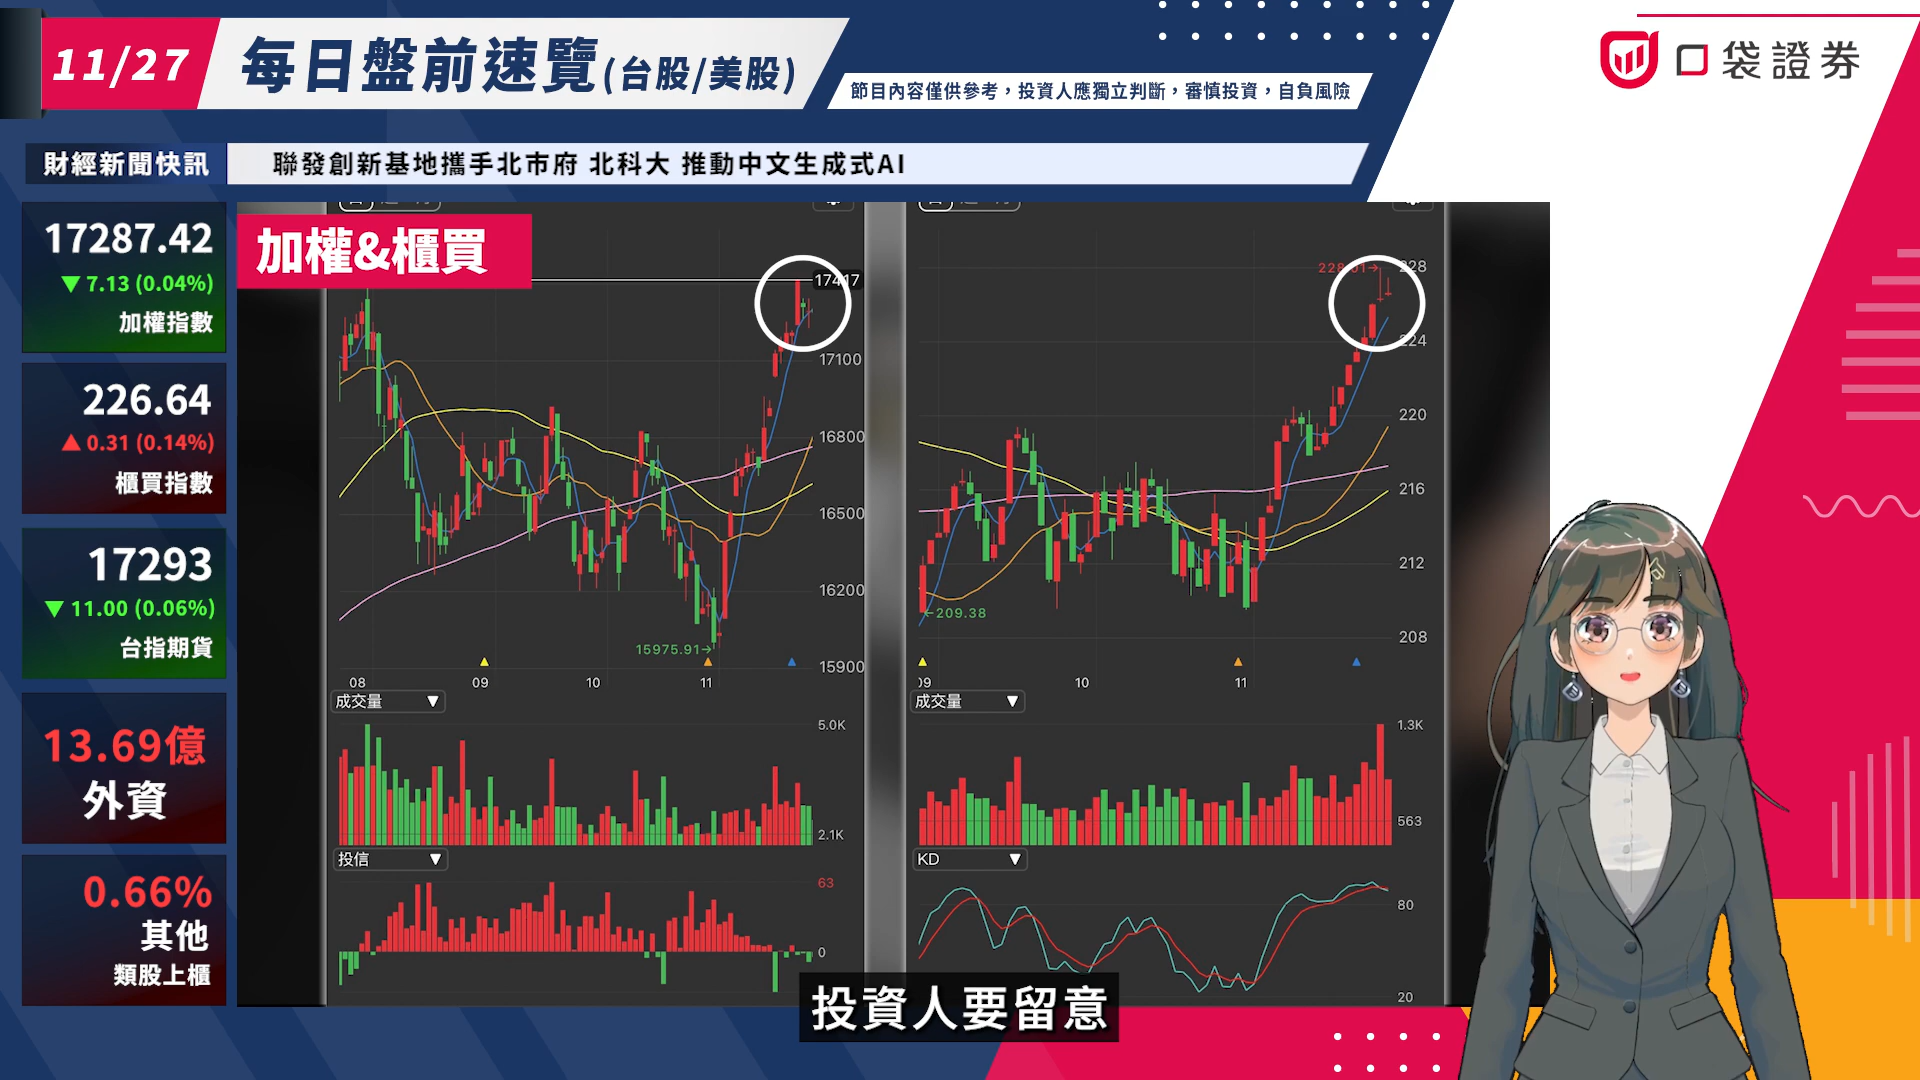 11/27
每日盤前速覽(台股/美股)
節目內容僅供參考，投資人應獨立判斷，審慎投資，自負風險
口袋證券
財經新聞快訊
聯發創新基地攜手北市府 北科大 推動中文生成式AI
17287.42
▼7.13 (0.04%)
加權指數
226.64
▲0.31 (0.14%)
櫃買指數
17293
▼11.00 (0.06%)
台指期貨
13.69億
外資
0.66%
其他
類股上櫃
加權&櫃買
17417
17100
16800
16500
16200
15975.91→
15900
08 09 10 11
成交量 ▼
5.0K
2.1K
投信 ▼
63
0
228
224
220
216
212
←209.38
208
09 10 11
成交量 ▼
1.3K
563
KD ▼
80
20
投資人要留意